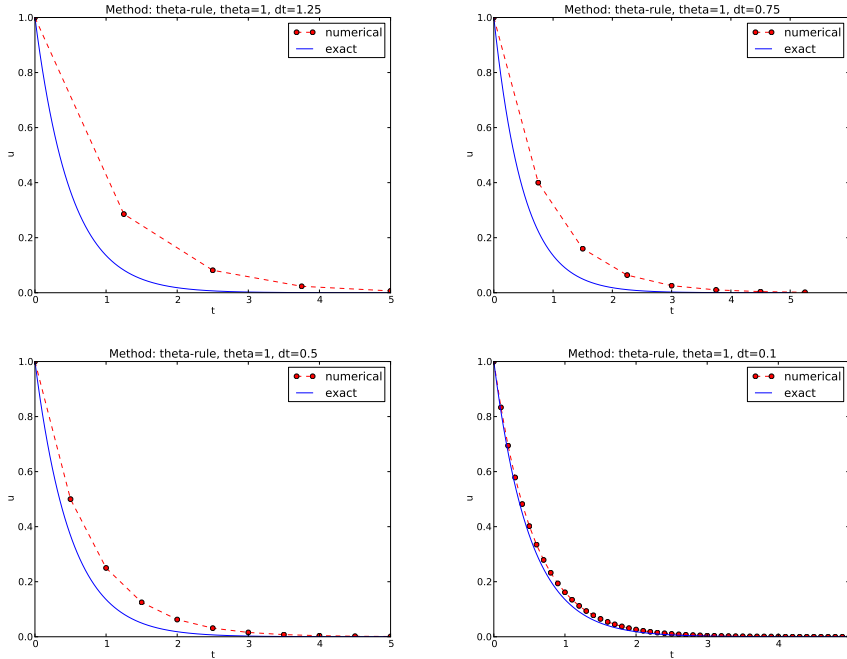 Method: theta-rule, theta=1, dt=1.25
1.0
0.8
0.6
0.4
0.2
0.0
u
numerical
exact
0 1 2 3 4 5
t
Method: theta-rule, theta=1, dt=0.75
1.0
0.8
0.6
0.4
0.2
0.0
u
numerical
exact
0 1 2 3 4 5
t
Method: theta-rule, theta=1, dt=0.5
1.0
0.8
0.6
0.4
0.2
0.0
u
numerical
exact
0 1 2 3 4 5
t
Method: theta-rule, theta=1, dt=0.1
1.0
0.8
0.6
0.4
0.2
0.0
u
numerical
exact
0 1 2 3 4
t